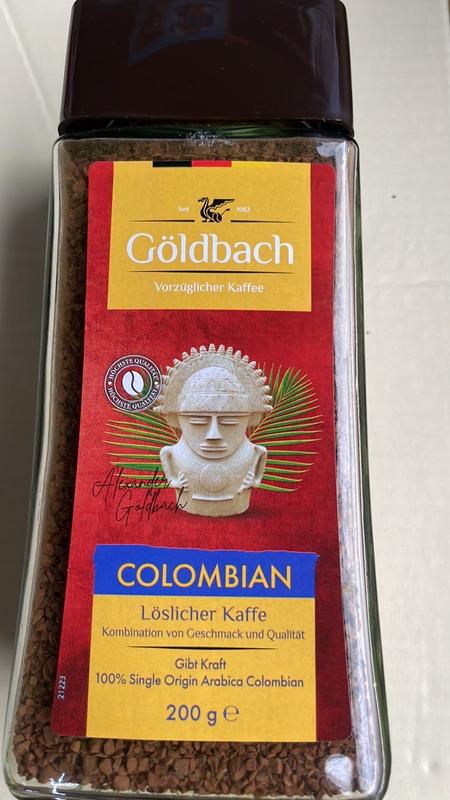 Seit 1982
Göldbach
Vorzüglicher Kaffee
HÖCHSTE QUALITÄT
HÖCHSTE QUALITÄT
Alexander
Goldbach
COLOMBIAN
Löslicher Kaffe
Kombination von Geschmack und Qualität
Gibt Kraft
100% Single Origin Arabica Colombian
200 g ℮
21223